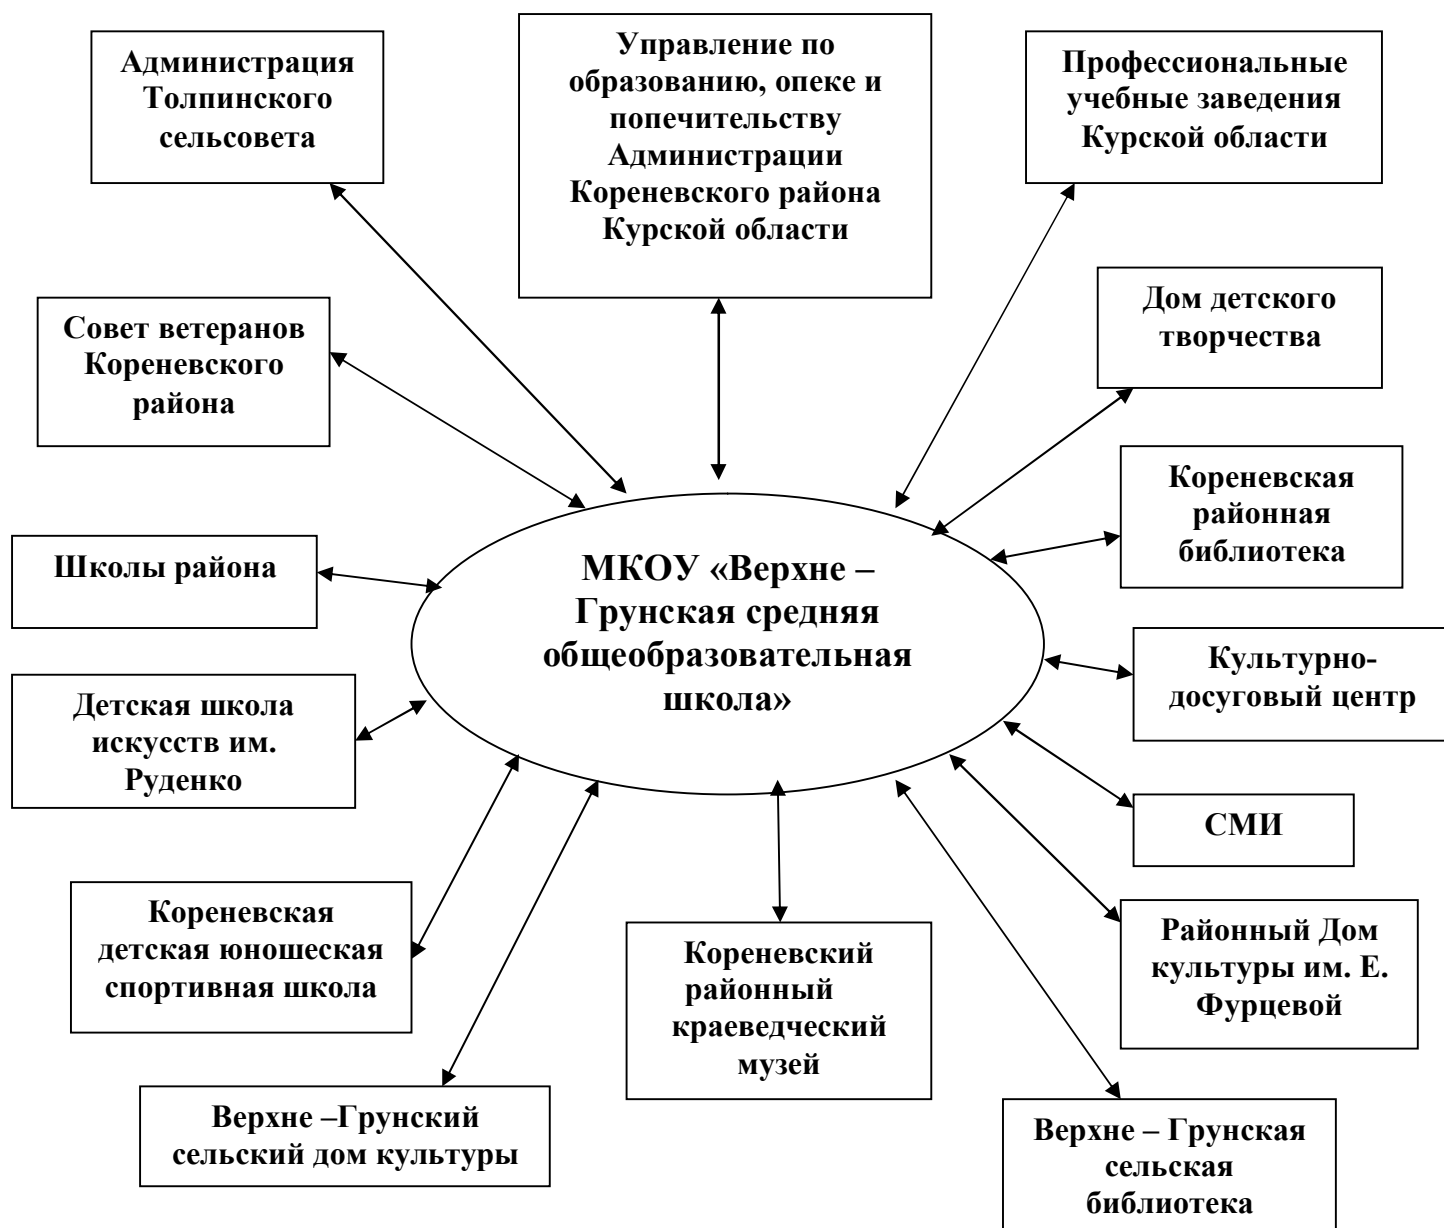 Администрация
Толпинского
сельсовета
Управление по
образованию, опеке и
попечительству
Администрации
Кореневского района
Курской области
Профессиональные
учебные заведения
Курской области
Совет ветеранов
Кореневского
района
Дом детского
творчества
Кореневская
районная
библиотека
Школы района
МКОУ «Верхне –
Грунская средняя
общеобразовательная
школа»
Культурно-
досуговый центр
Детская школа
искусств им.
Руденко
СМИ
Кореневская
детская юношеская
спортивная школа
Кореневский
районный
краеведческий
музей
Районный Дом
культуры им. Е.
Фурцевой
Верхне –Грунский
сельский дом культуры
Верхне – Грунская
сельская
библиотека